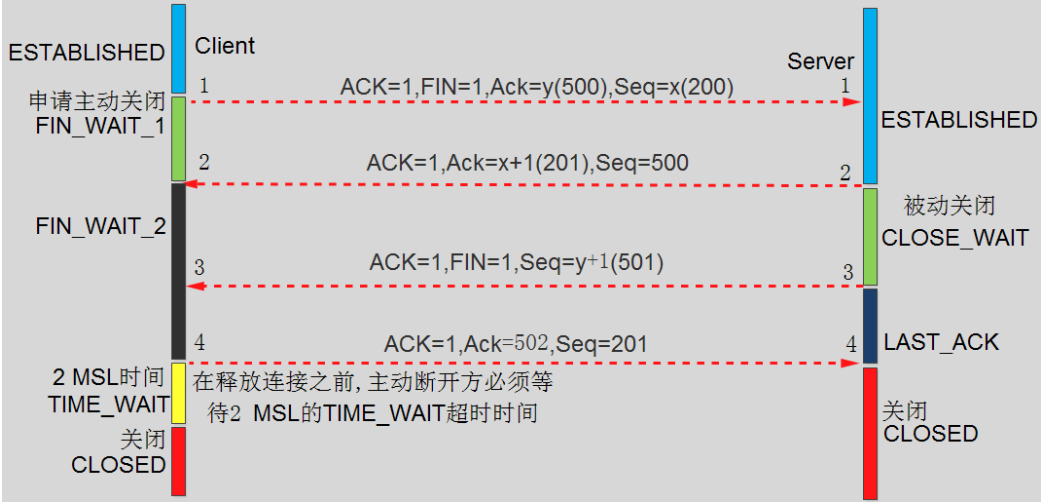 Client
ESTABLISHED
Server
1
ACK=1,FIN=1,Ack=y(500),Seq=x(200)
1
申请主动关闭
FIN_WAIT_1
ESTABLISHED
2
ACK=1,Ack=x+1(201),Seq=500
2
被动关闭
CLOSE_WAIT
FIN_WAIT_2
3
ACK=1,FIN=1,Seq=y+1(501)
3
4
ACK=1,Ack=502,Seq=201
4
LAST_ACK
2 MSL时间
TIME_WAIT
在释放连接之前,主动断开方必须等
待2 MSL的TIME_WAIT超时时间
关闭
CLOSED
关闭
CLOSED